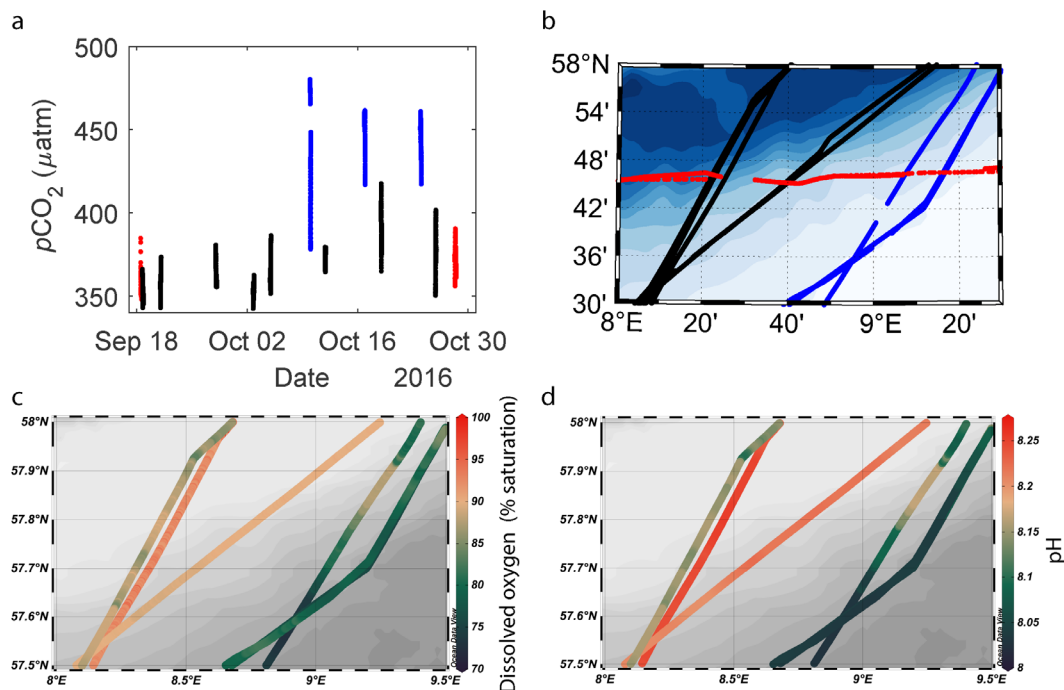 a
500
450
400
350
pCO2 (μatm)
Sep 18
Oct 02
Oct 16
Oct 30
Date
2016
b
58°N
54'
48'
42'
36'
30'
8°E
20'
40'
9°E
20'
c
58°N
57.9°N
57.8°N
57.7°N
57.6°N
57.5°N
8°E
8.5°E
9°E
9.5°E
Ocean Data View
100
95
90
85
80
75
70
Dissolved oxygen (% saturation)
d
58°N
57.9°N
57.8°N
57.7°N
57.6°N
57.5°N
8°E
8.5°E
9°E
9.5°E
Ocean Data View
8.25
8.2
8.15
8.1
8.05
8
pH